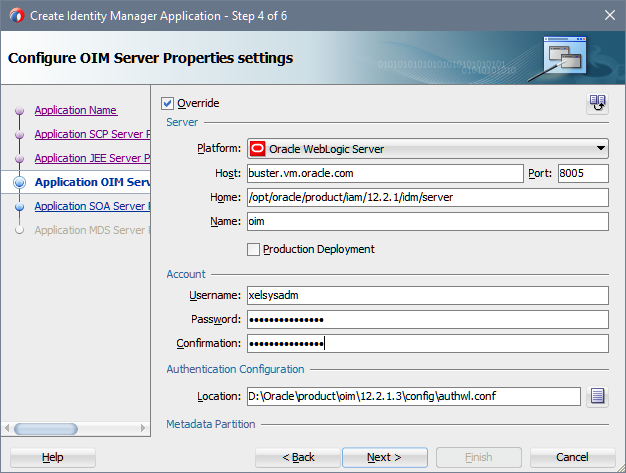 Create Identity Manager Application - Step 4 of 6
Configure OIM Server Properties settings
Application Name
Application SCP Server P
Application JEE Server P
Application OIM Serv
Application SOA Server P
Application MDS Server P
Override
Server
Platform: Oracle WebLogic Server
Host: buster.vm.oracle.com Port: 8005
Home: /opt/oracle/product/iam/12.2.1/idm/server
Name: oim
Production Deployment
Account
Username: xelsysadm
Password: •••••••••••••••
Confirmation: •••••••••••••••
Authentication Configuration
Location: D:\Oracle\product\oim\12.2.1.3\config\authwl.conf
Metadata Partition
Help < Back Next > Finish Cancel